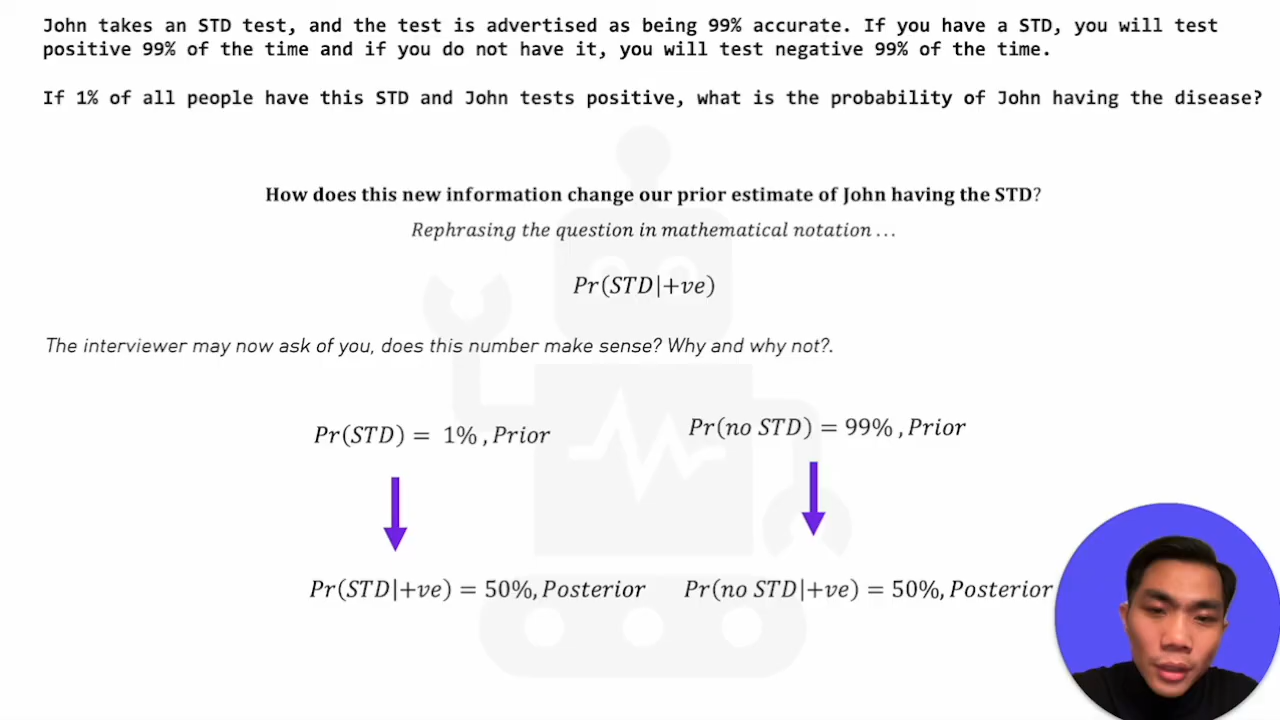 John takes an STD test, and the test is advertised as being 99% accurate. If you have a STD, you will test
positive 99% of the time and if you do not have it, you will test negative 99% of the time.
If 1% of all people have this STD and John tests positive, what is the probability of John having the disease?
How does this new information change our prior estimate of John having the STD?
Rephrasing the question in mathematical notation ...
Pr(STD|+ve)
The interviewer may now ask of you, does this number make sense? Why and why not?.
Pr(STD) = 1% , Prior
Pr(no STD) = 99% , Prior
Pr(STD|+ve) = 50%, Posterior
Pr(no STD|+ve) = 50%, Posterior